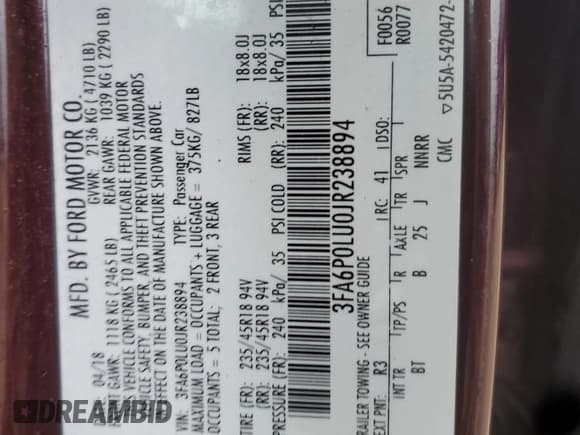 MFD. BY FORD MOTOR CO.
04/18 GVWR: 2136 KG ( 4710 LB)
GAWR: 1118 KG ( 2465 LB) REAR GAWR: 1039 KG ( 2290 LB)
VEHICLE CONFORMS TO ALL APPLICABLE FEDERAL MOTOR
VEHICLE SAFETY, BUMPER, AND THEFT PREVENTION STANDARDS
EFFECT ON THE DATE OF MANUFACTURE SHOWN ABOVE.
VIN: 3FA6P0LU0JR238894 TYPE: Passenger Car
MAXIMUM LOAD = OCCUPANTS + LUGGAGE = 375KG/ 827LB
OCCUPANTS = 5 TOTAL: 2 FRONT, 3 REAR
TIRE (FR): 235/45R18 94V RIMS (FR): 18x8.0J
(RR): 235/45R18 94V (RR): 18x8.0J
PRESSURE (FR): 240 kPa/ 35 PSI COLD (RR): 240 kPa/ 35 PSI
3FA6P0LU0JR238894
F0056
R0077
TRAILER TOWING - SEE OWNER GUIDE
EXT PNT: R3 RC: 41 DSO:
INT TR TP/PS R AXLE TR SPR
BT B 25 J NNRR
CMC ▽5U5A-5420472-
DREAMBID